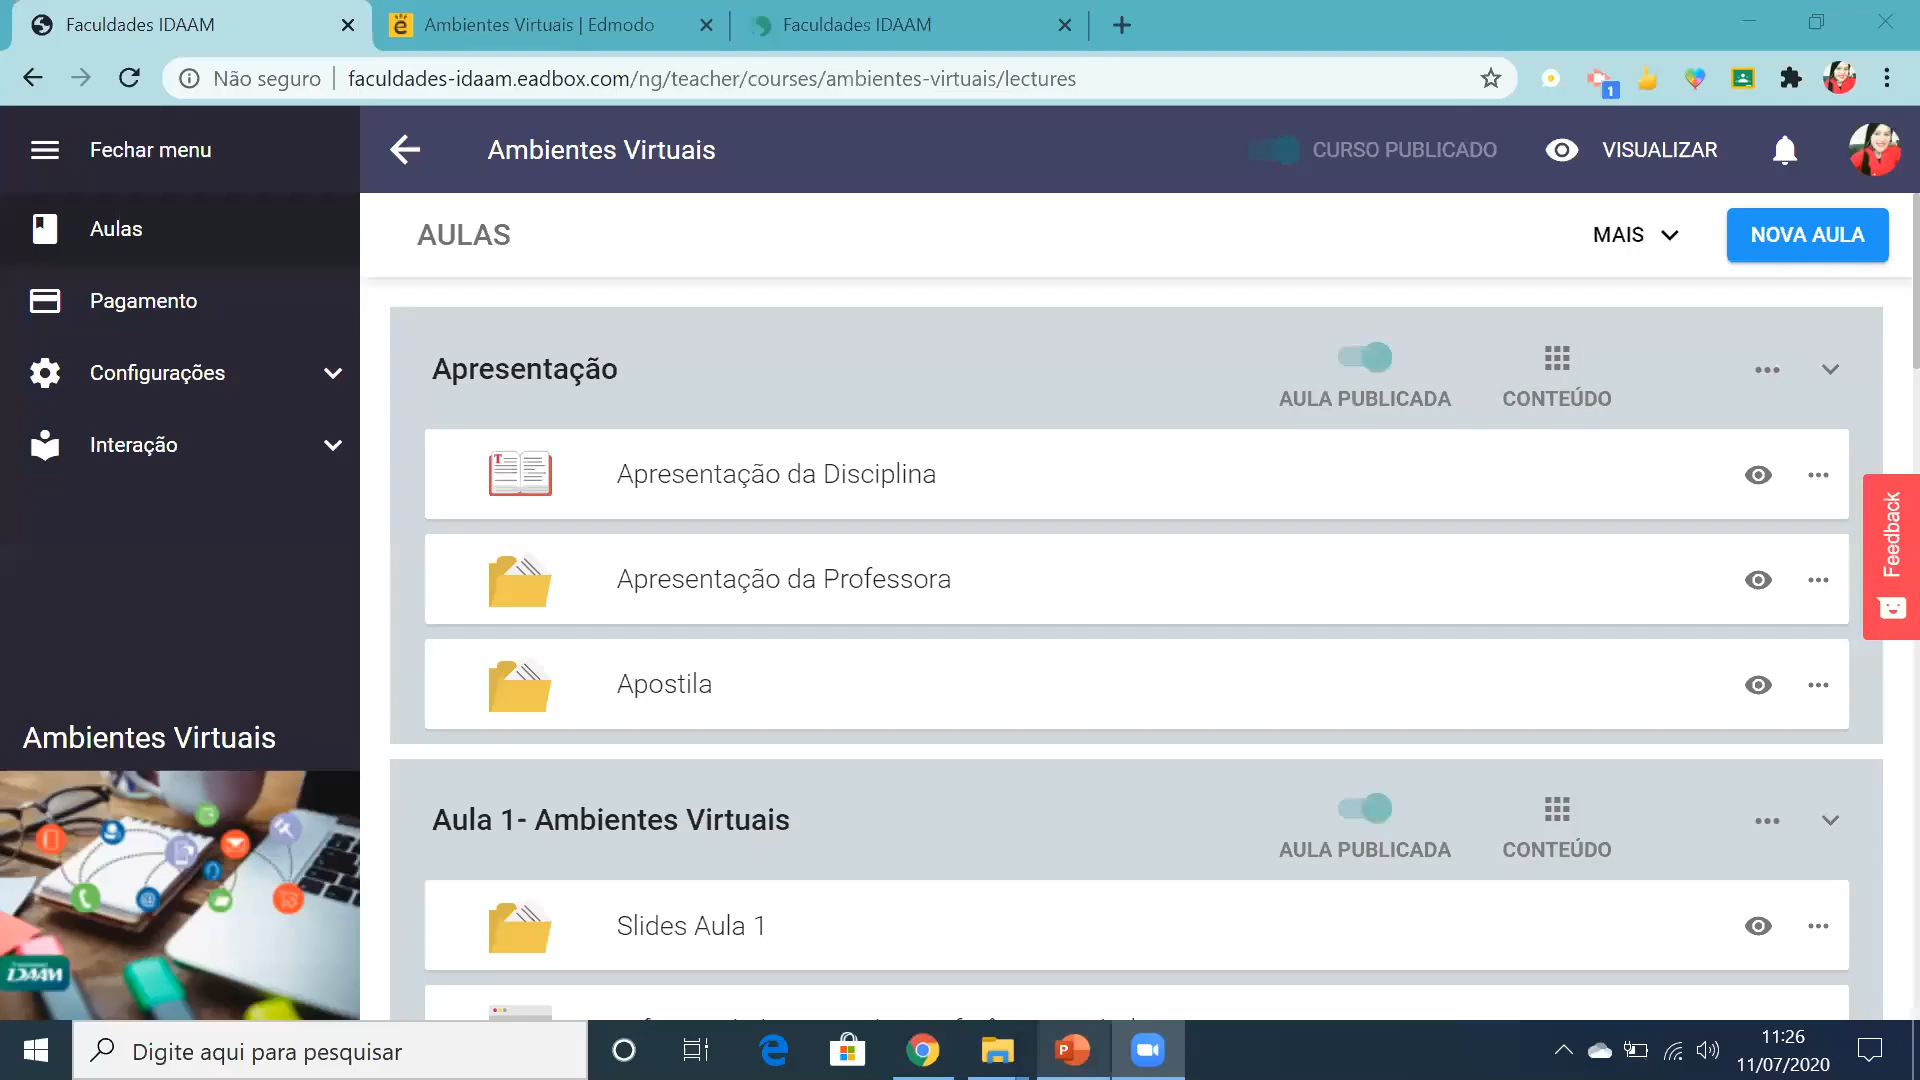 Faculdades IDAAM
Ambientes Virtuais | Edmodo
Faculdades IDAAM
Não seguro
faculdades-idaam.eadbox.com/ng/teacher/courses/ambientes-virtuais/lectures
1
Fechar menu
Ambientes Virtuais
CURSO PUBLICADO
VISUALIZAR
Aulas
AULAS
MAIS
NOVA AULA
Pagamento
Configurações
Interação
Apresentação
AULA PUBLICADA
CONTEÚDO
Apresentação da Disciplina
Apresentação da Professora
Apostila
Feedback
Ambientes Virtuais
IDAAM
Aula 1- Ambientes Virtuais
AULA PUBLICADA
CONTEÚDO
Slides Aula 1
Digite aqui para pesquisar
11:26
11/07/2020